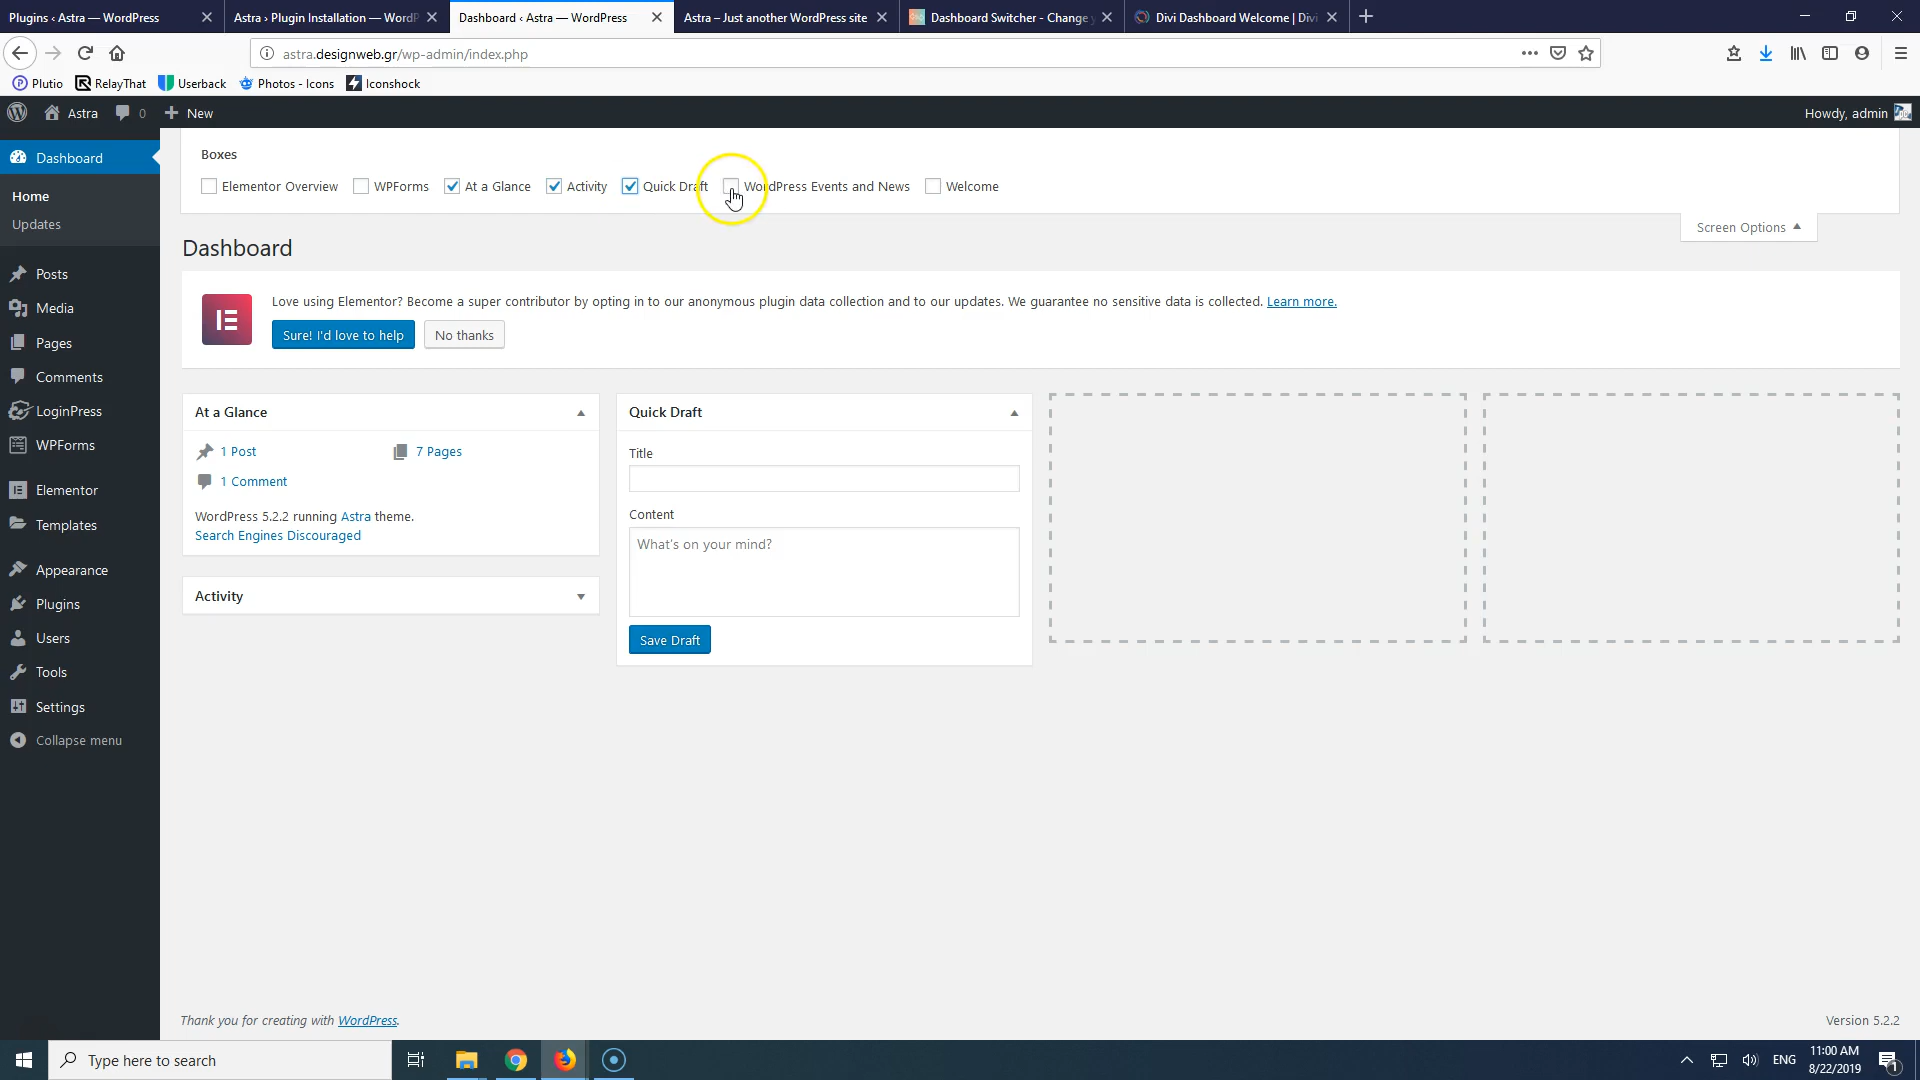 Plugins ‹ Astra — WordPress
Astra › Plugin Installation — WordP
Dashboard ‹ Astra — WordPress
Astra – Just another WordPress site
Dashboard Switcher - Change
Divi Dashboard Welcome | Divi
astra.designweb.gr/wp-admin/index.php
Plutio
RelayThat
Userback
Photos - Icons
Iconshock
Astra
0
New
Howdy, admin
Dashboard
Home
Updates
Posts
Media
Pages
Comments
LoginPress
WPForms
Elementor
Templates
Appearance
Plugins
Users
Tools
Settings
Collapse menu
Boxes
Elementor Overview
WPForms
At a Glance
Activity
Quick Draft
WordPress Events and News
Welcome
Screen Options
Dashboard
Love using Elementor? Become a super contributor by opting in to our anonymous plugin data collection and to our updates. We guarantee no sensitive data is collected. Learn more.
Sure! I'd love to help
No thanks
At a Glance
1 Post
7 Pages
1 Comment
WordPress 5.2.2 running Astra theme.
Search Engines Discouraged
Activity
Quick Draft
Title
Content
What's on your mind?
Save Draft
Thank you for creating with WordPress.
Version 5.2.2
Type here to search
ENG
11:00 AM
8/22/2019
1